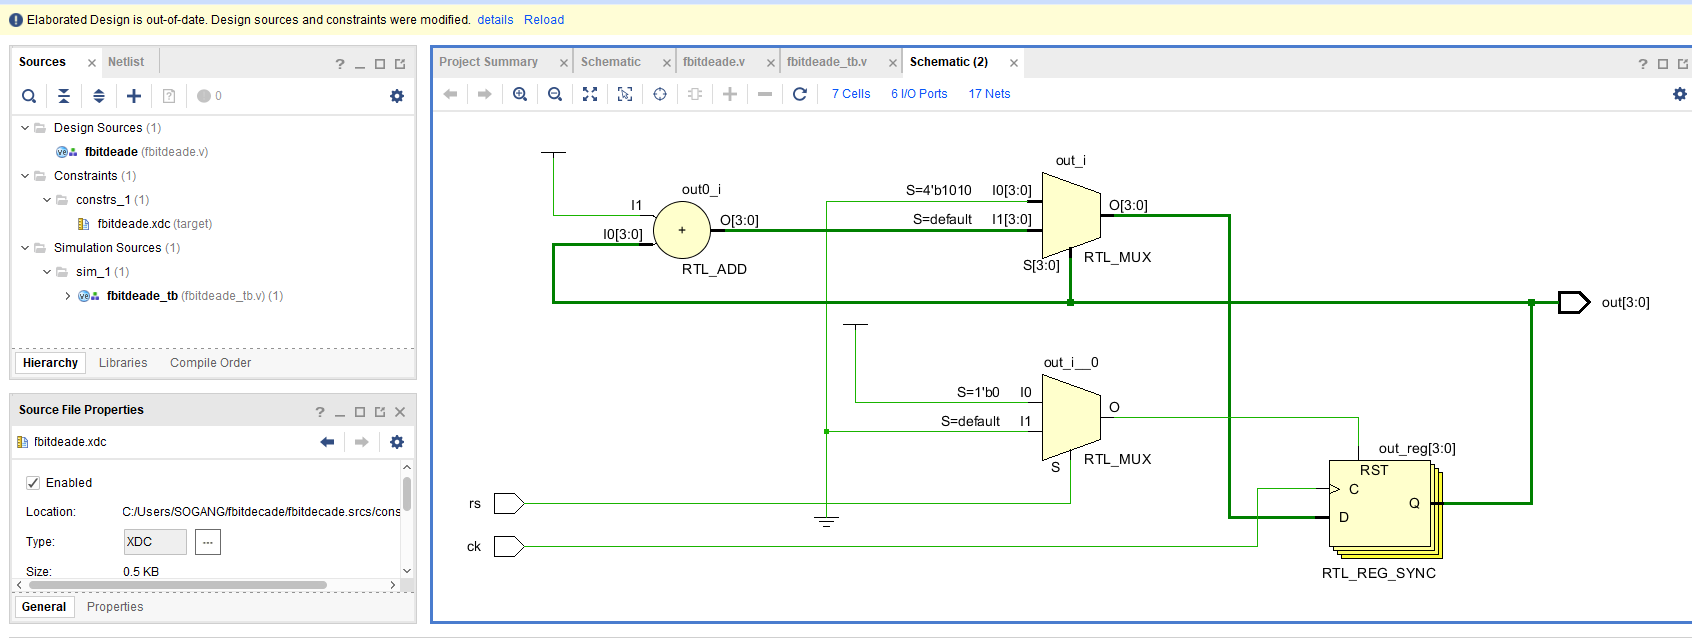 Elaborated Design is out-of-date. Design sources and constraints were modified. details Reload
Sources × Netlist
? _
0
Design Sources (1)
fbitdeade (fbitdeade.v)
Constraints (1)
constrs_1 (1)
fbitdeade.xdc (target)
Simulation Sources (1)
sim_1 (1)
fbitdeade_tb (fbitdeade_tb.v) (1)
Hierarchy Libraries Compile Order
Source File Properties
fbitdeade.xdc
Enabled
Location: C:/Users/SOGANG/fbitdecade/fbitdecade.srcs/cons
Type: XDC ...
Size: 0.5 KB
General Properties
Project Summary × Schematic × fbitdeade.v × fbitdeade_tb.v × Schematic (2) ×
7 Cells 6 I/O Ports 17 Nets
out_i
out0_i
S=4'b1010 I0[3:0]
I1
O[3:0]
O[3:0]
S=default I1[3:0]
I0[3:0]
+
S[3:0]
RTL_MUX
RTL_ADD
out[3:0]
out_i__0
S=1'b0 I0
O
S=default I1
S
RTL_MUX
out_reg[3:0]
RST
C
Q
D
rs
ck
RTL_REG_SYNC